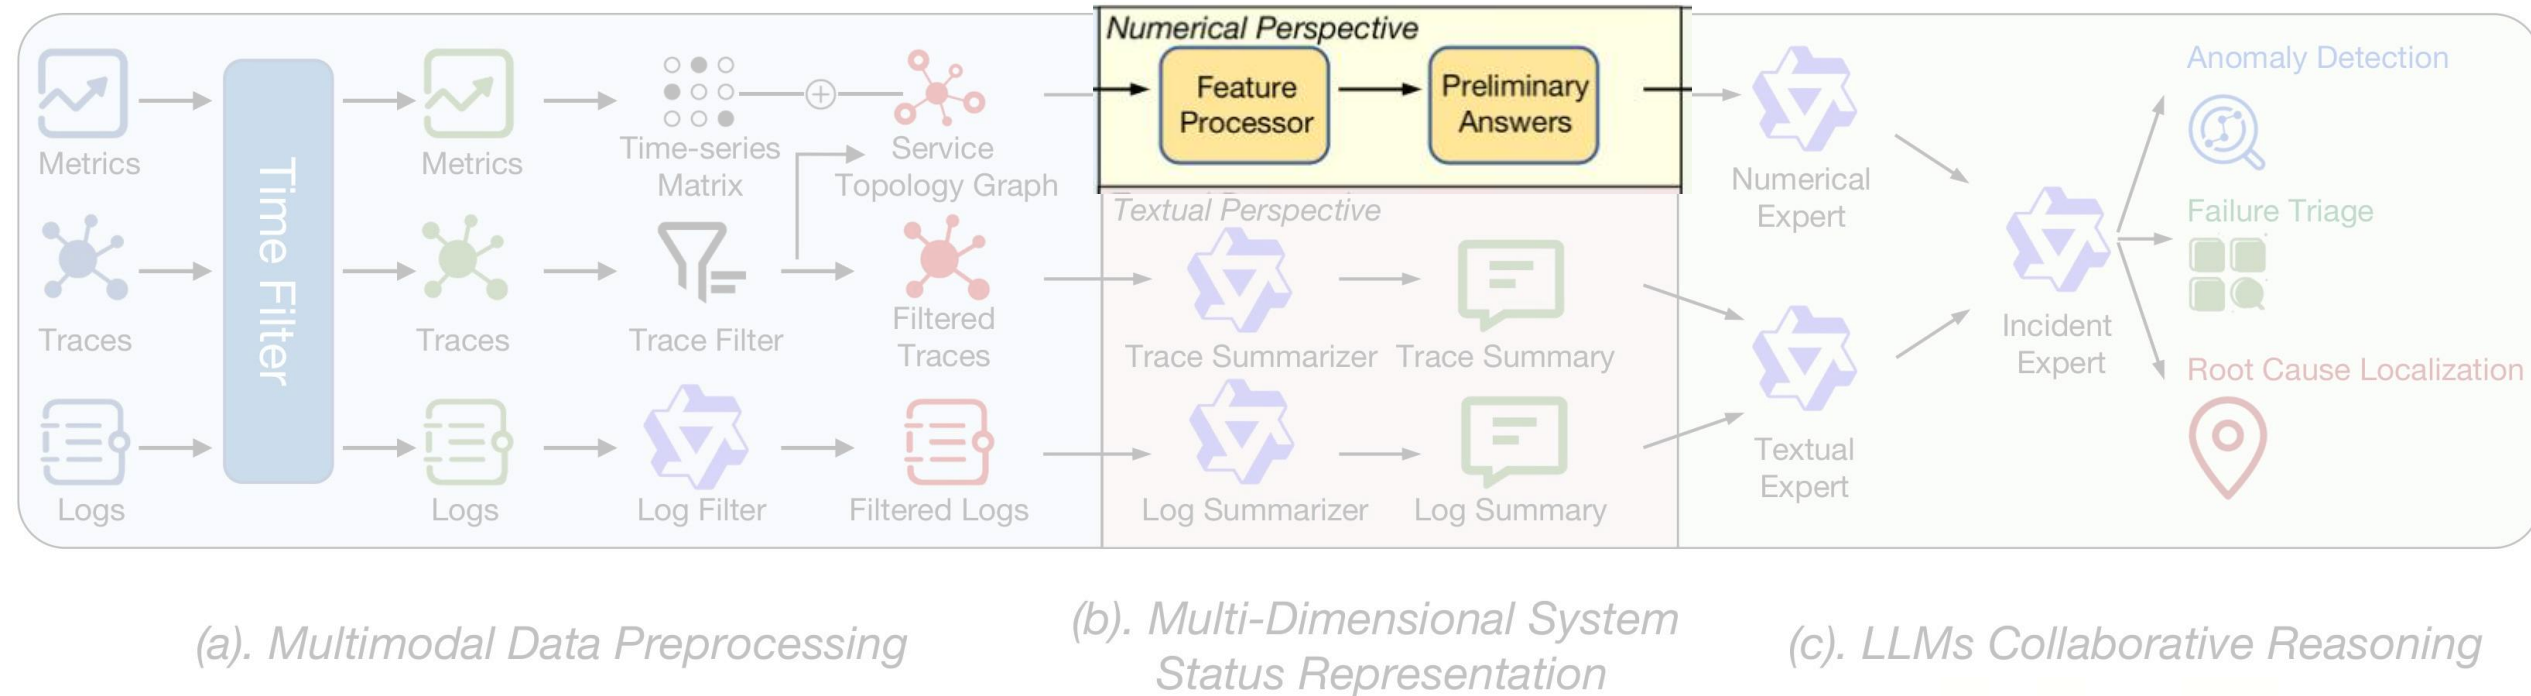 Metrics
Traces
Logs
Time Filter
Metrics
Traces
Logs
Time-series
Matrix
Service
Topology Graph
Trace Filter
Filtered
Traces
Log Filter
Filtered Logs
Numerical Perspective
Feature
Processor
Preliminary
Answers
Textual Perspective
Trace Summarizer
Trace Summary
Log Summarizer
Log Summary
Numerical
Expert
Textual
Expert
Incident
Expert
Anomaly Detection
Failure Triage
Root Cause Localization
(a). Multimodal Data Preprocessing
(b). Multi-Dimensional System
Status Representation
(c). LLMs Collaborative Reasoning